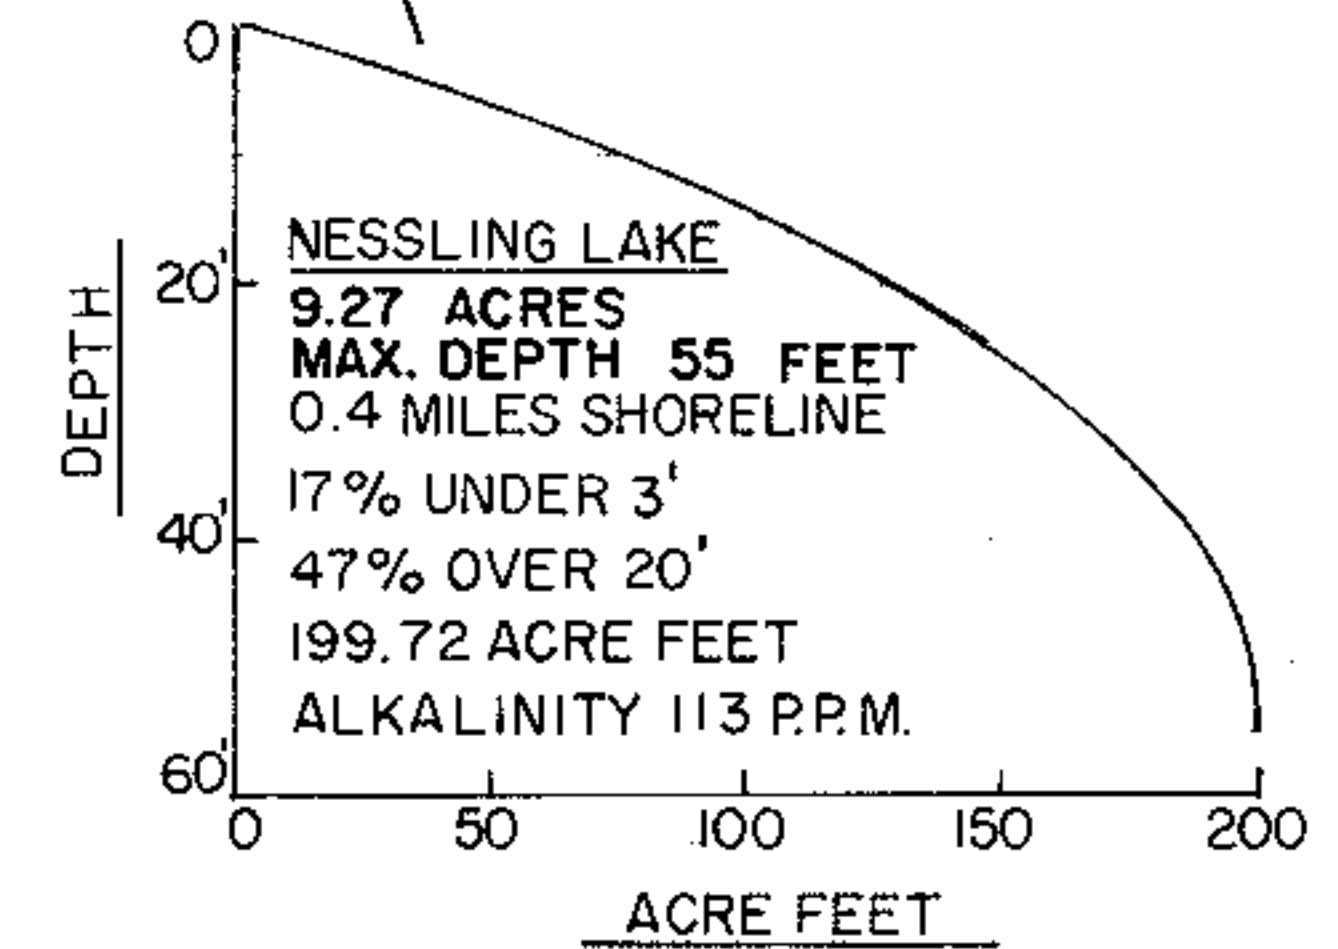 0
20'
40'
60'
DEPTH
NESSLING LAKE
9.27 ACRES
MAX. DEPTH 55 FEET
0.4 MILES SHORELINE
17% UNDER 3'
47% OVER 20'
199.72 ACRE FEET
ALKALINITY 113 P.P.M.
0 50 100 150 200
ACRE FEET